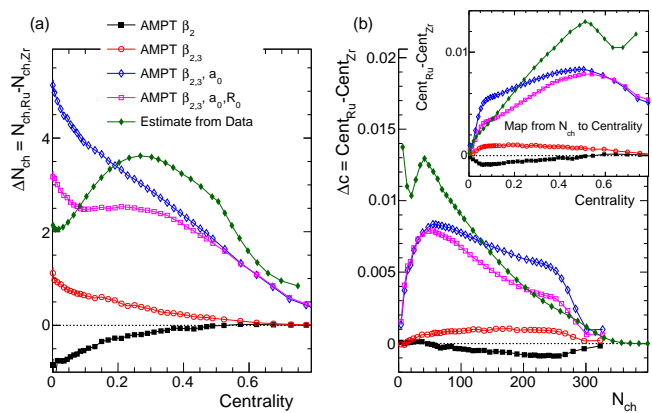 (a)
AMPT β2
AMPT β2,3
AMPT β2,3, a0
AMPT β2,3, a0,R0
Estimate from Data
ΔNch = Nch,Ru-Nch,Zr
0
2
4
0
0.2
0.4
0.6
Centrality
(b)
Δc = CentRu-CentZr
0
0.005
0.010
0.015
0
100
200
300
Nch
CentRu-CentZr
0
0.01
Map from Nch to Centrality
0
0.2
0.4
0.6
Centrality